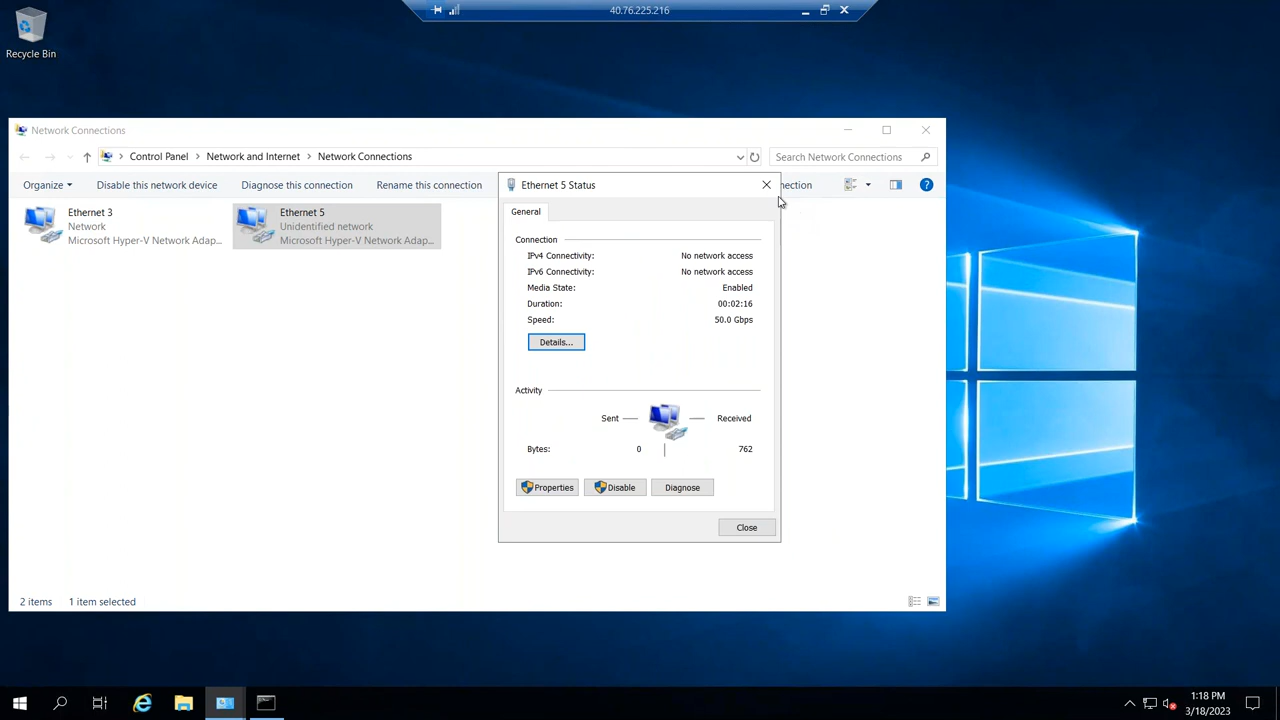 40.76.225.216
Recycle Bin
Network Connections
Control Panel > Network and Internet > Network Connections
Search Network Connections
Organize
Disable this network device
Diagnose this connection
Rename this connection
nection
Ethernet 3
Network
Microsoft Hyper-V Network Adap...
Ethernet 5
Unidentified network
Microsoft Hyper-V Network Adap...
Ethernet 5 Status
General
Connection
IPv4 Connectivity: No network access
IPv6 Connectivity: No network access
Media State: Enabled
Duration: 00:02:16
Speed: 50.0 Gbps
Details...
Activity
Sent — — Received
Bytes: 0 762
Properties
Disable
Diagnose
Close
2 items
1 item selected
1:18 PM
3/18/2023